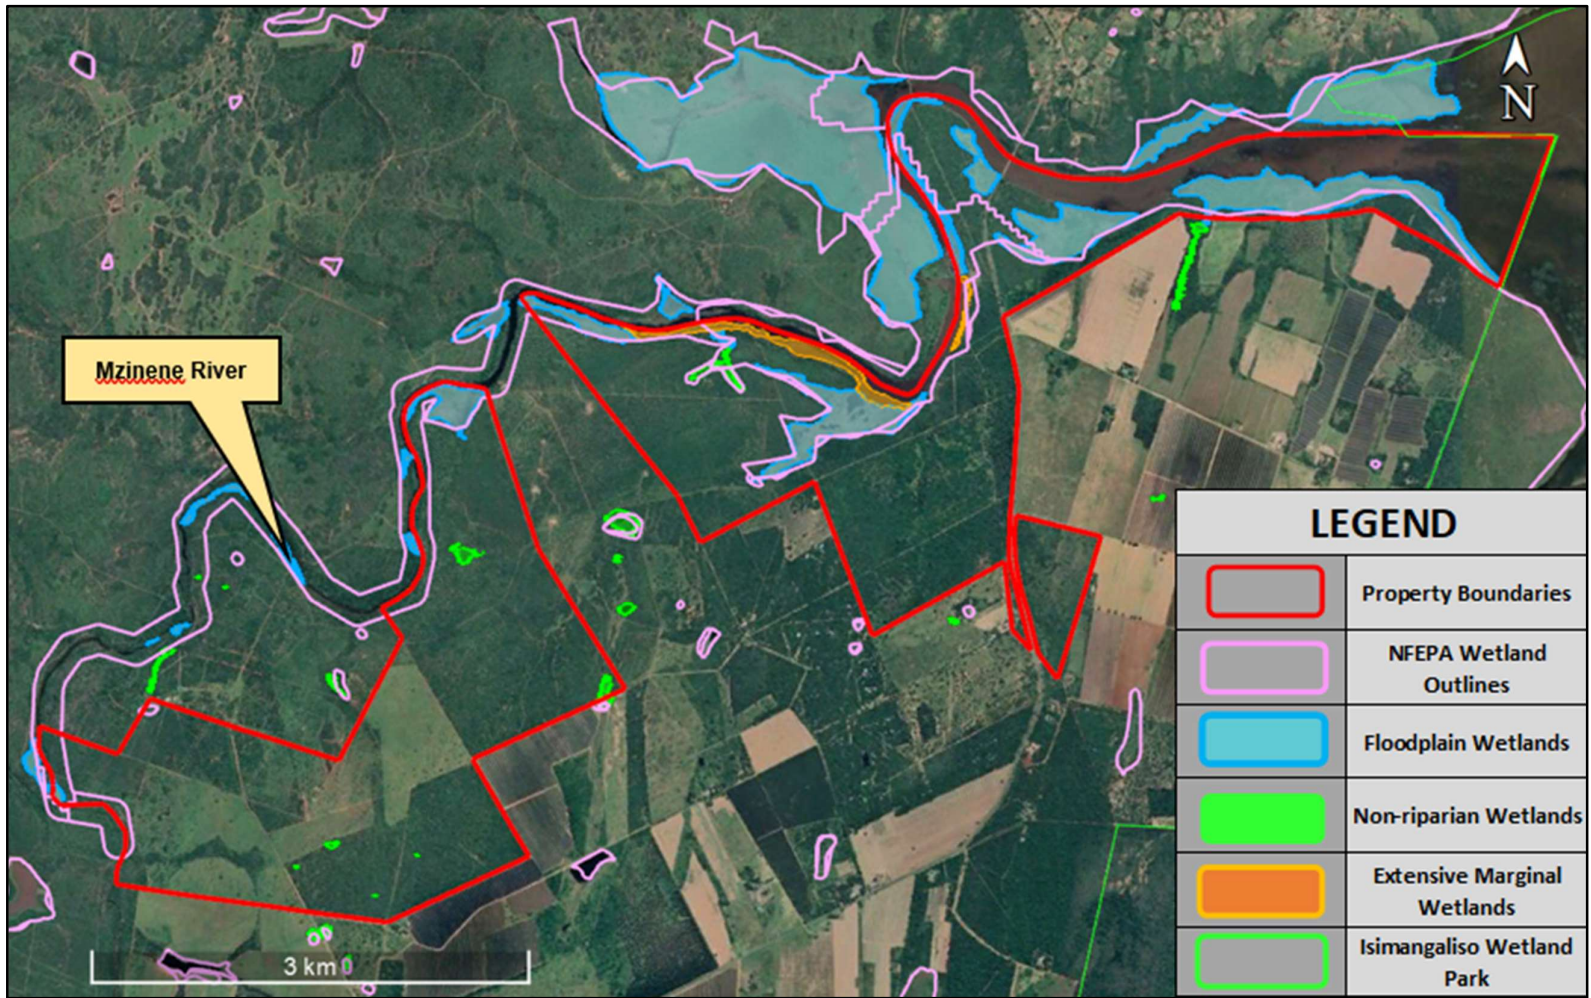 N
Mzinene River
LEGEND
Property Boundaries
NFEPA Wetland
Outlines
Floodplain Wetlands
Non-riparian Wetlands
Extensive Marginal
Wetlands
Isimangaliso Wetland
Park
3 km